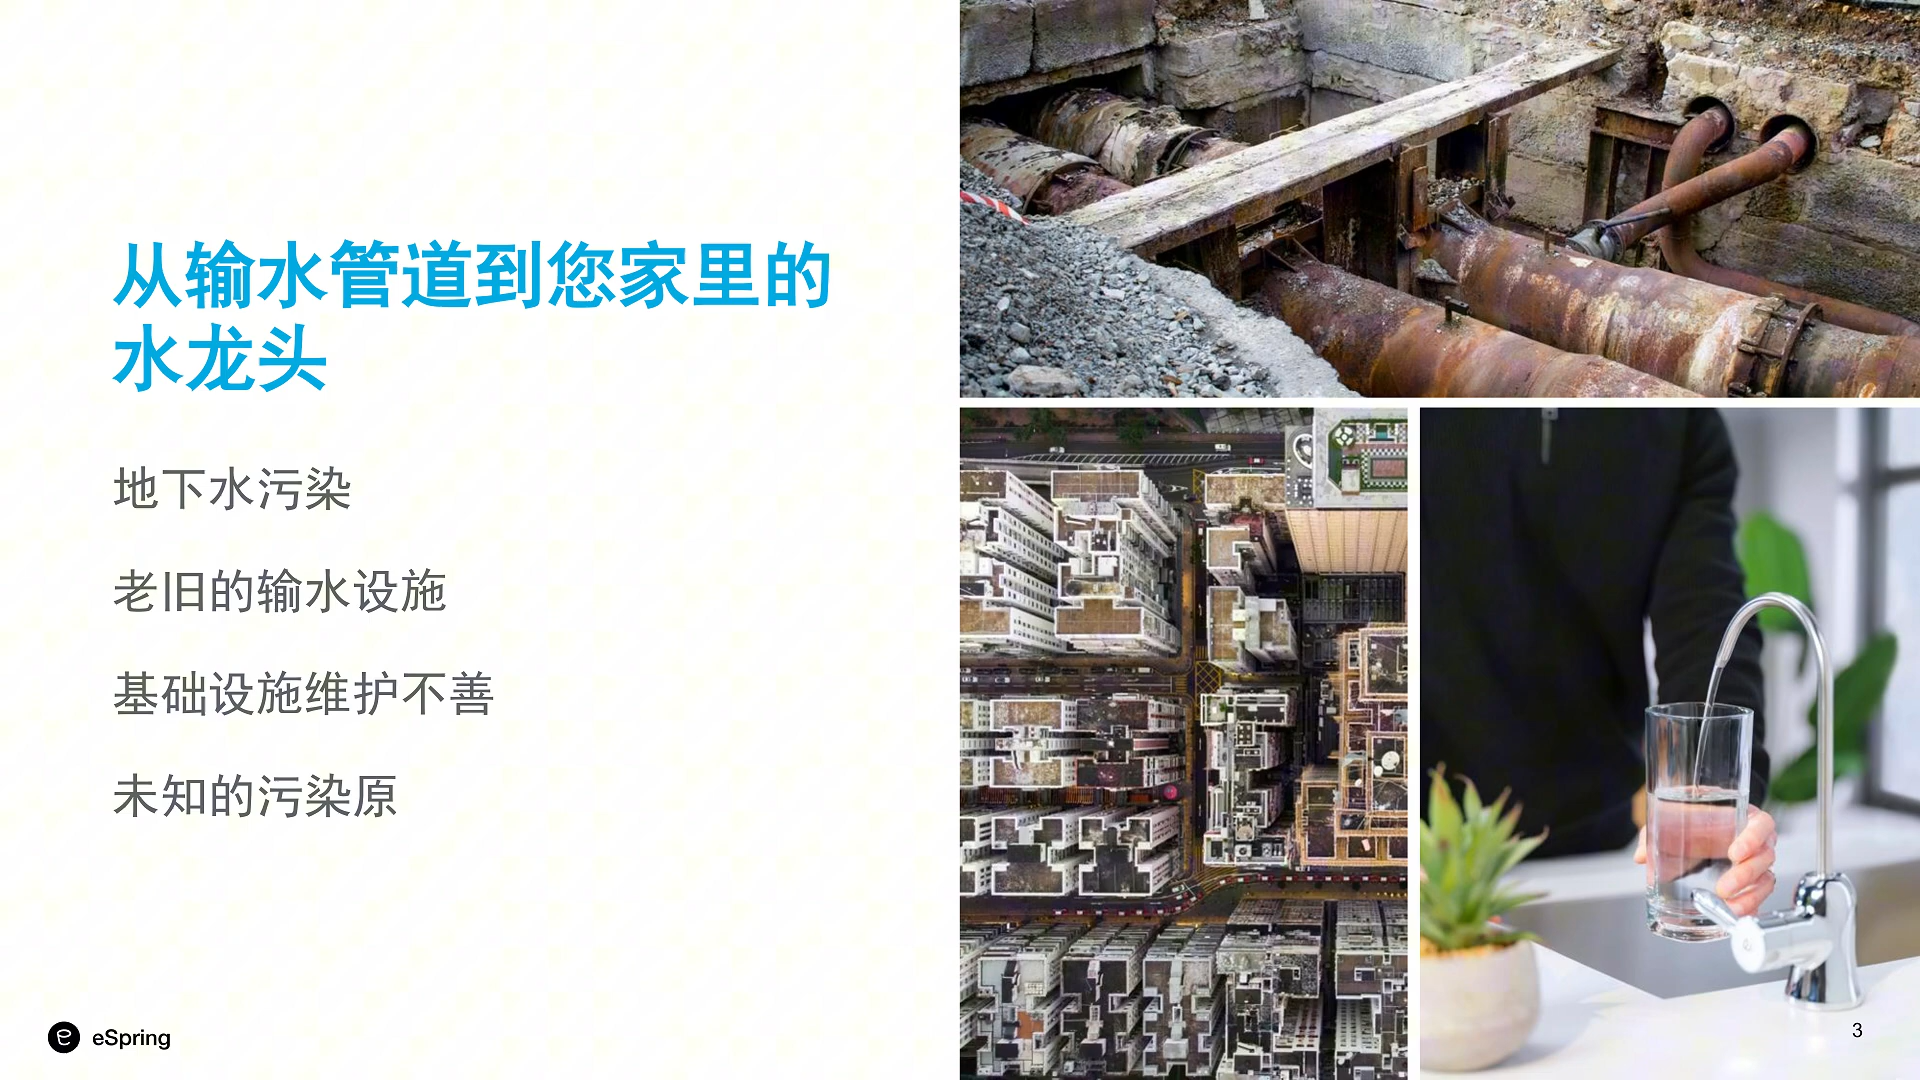 从输水管道到您家里的
水龙头
地下水污染
老旧的输水设施
基础设施维护不善
未知的污染原
eSpring
3